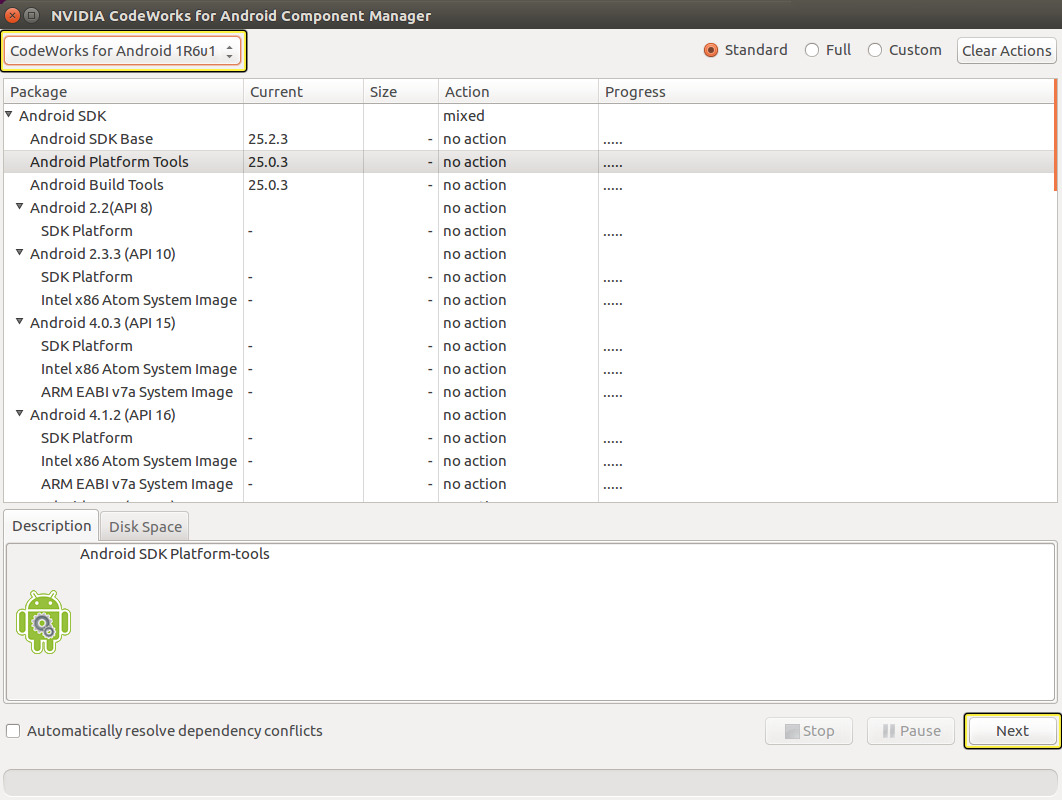 NVIDIA CodeWorks for Android Component Manager
CodeWorks for Android 1R6u1 Standard Full Custom Clear Actions
Package Current Size Action Progress
Android SDK mixed
Android SDK Base 25.2.3 - no action .....
Android Platform Tools 25.0.3 - no action .....
Android Build Tools 25.0.3 - no action .....
Android 2.2(API 8) no action
SDK Platform - - no action .....
Android 2.3.3 (API 10) no action
SDK Platform - - no action .....
Intel x86 Atom System Image - - no action .....
Android 4.0.3 (API 15) no action
SDK Platform - - no action .....
Intel x86 Atom System Image - - no action .....
ARM EABI v7a System Image - - no action .....
Android 4.1.2 (API 16) no action
SDK Platform - - no action .....
Intel x86 Atom System Image - - no action .....
ARM EABI v7a System Image - - no action .....
Description Disk Space
Android SDK Platform-tools
Automatically resolve dependency conflicts Stop Pause Next